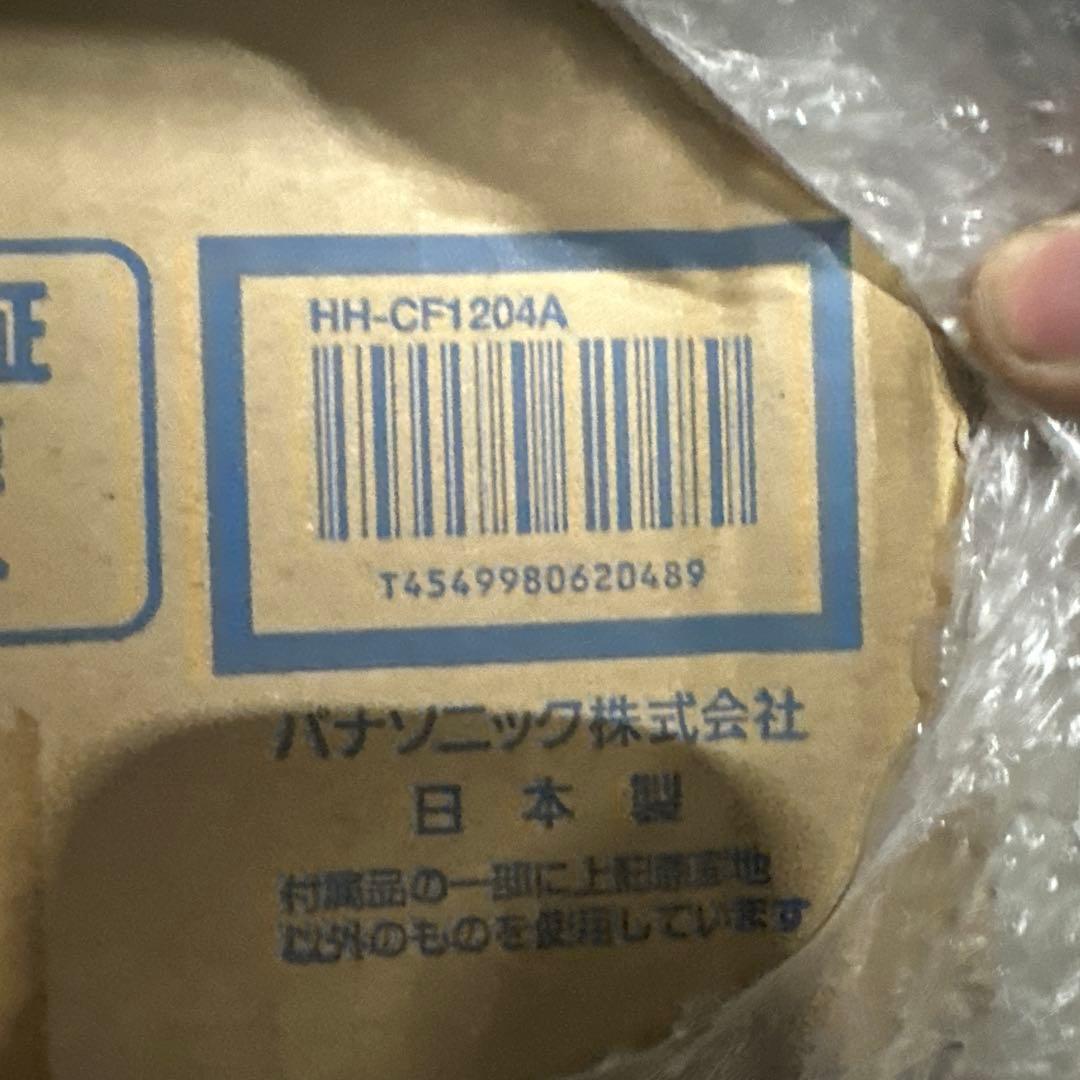 証
HH-CF1204A
T4549980620489
パナソニック株式会社
日本製
付属品の一部に上記原産地
以外のものを使用しています